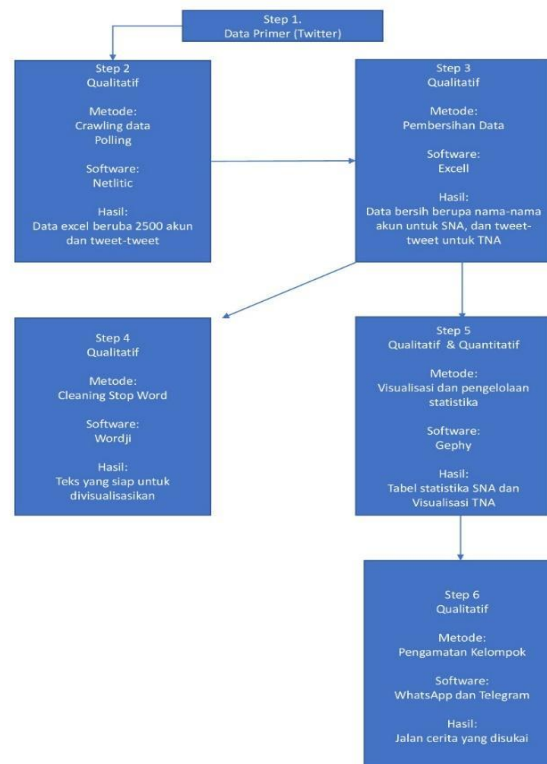 Step 1.
Data Primer (Twitter)
Step 2
Qualitatif
Metode:
Crawling data
Polling
Software:
Netlitic
Hasil:
Data excel beruba 2500 akun
dan tweet-tweet
Step 3
Qualitatif
Metode:
Pembersihan Data
Software:
Excell
Hasil:
Data bersih berupa nama-nama
akun untuk SNA, dan tweet-
tweet untuk TNA
Step 4
Qualitatif
Metode:
Cleaning Stop Word
Software:
Wordji
Hasil:
Teks yang siap untuk
divisualisasikan
Step 5
Qualitatif & Quantitatif
Metode:
Visualisasi dan pengelolaan
statistika
Software:
Gephy
Hasil:
Tabel statistika SNA dan
Visualisasi TNA
Step 6
Qualitatif
Metode:
Pengamatan Kelompok
Software:
WhatsApp dan Telegram
Hasil:
Jalan cerita yang disukai